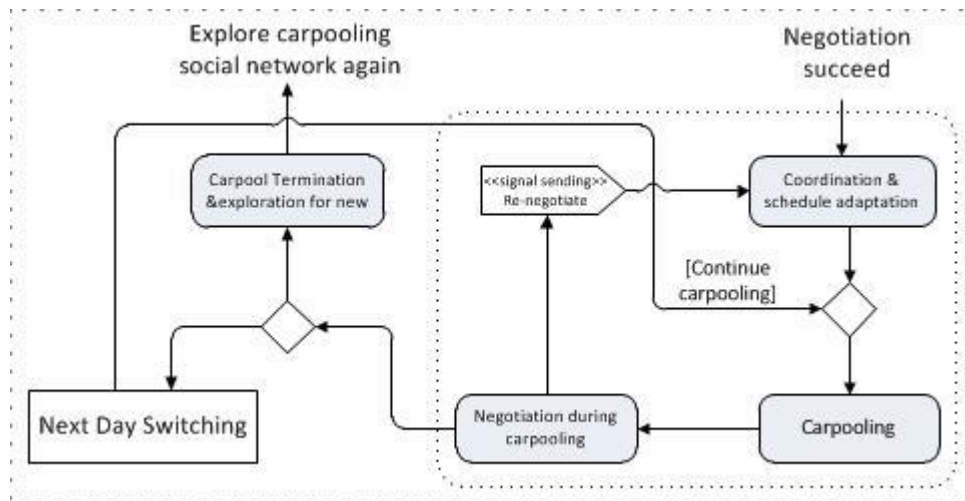 Explore carpooling
social network again
Negotiation
succeed
Carpool Termination
&exploration for new
<<signal sending>>
Re-negotiate
Coordination &
schedule adaptation
[Continue
carpooling]
Next Day Switching
Negotiation during
carpooling
Carpooling